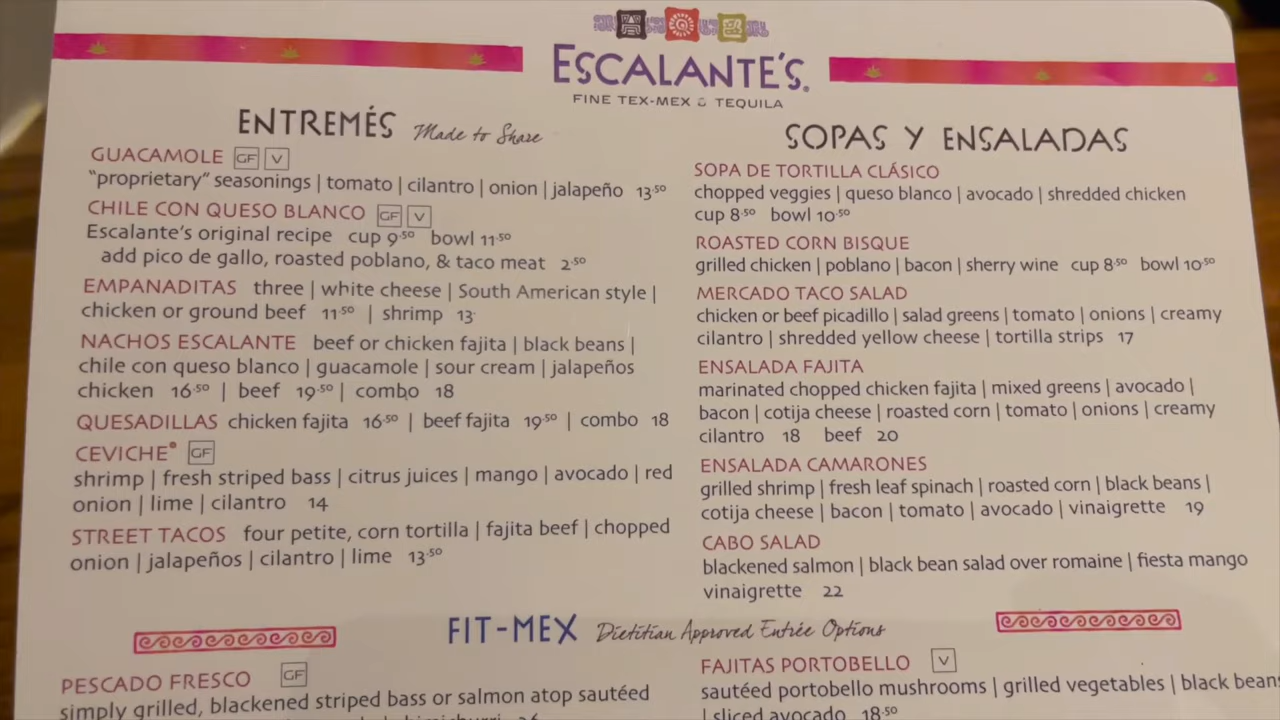 ESCALANTE'S.
FINE TEX-MEX & TEQUILA
ENTREMÉS Made to Share
GUACAMOLE GF V
"proprietary" seasonings | tomato | cilantro | onion | jalapeño 13.50
CHILE CON QUESO BLANCO GF V
Escalante's original recipe cup 9.50 bowl 11.50
add pico de gallo, roasted poblano, & taco meat 2.50
EMPANADITAS three | white cheese | South American style |
chicken or ground beef 11.50 | shrimp 13
NACHOS ESCALANTE beef or chicken fajita | black beans |
chile con queso blanco | guacamole | sour cream | jalapeños
chicken 16.50 | beef 19.50 | combo 18
QUESADILLAS chicken fajita 16.50 | beef fajita 19.50 | combo 18
CEVICHE* GF
shrimp | fresh striped bass | citrus juices | mango | avocado | red
onion | lime | cilantro 14
STREET TACOS four petite, corn tortilla | fajita beef | chopped
onion | jalapeños | cilantro | lime 13.50
SOPAS Y ENSALADAS
SOPA DE TORTILLA CLÁSICO
chopped veggies | queso blanco | avocado | shredded chicken
cup 8.50 bowl 10.50
ROASTED CORN BISQUE
grilled chicken | poblano | bacon | sherry wine cup 8.50 bowl 10.50
MERCADO TACO SALAD
chicken or beef picadillo | salad greens | tomato | onions | creamy
cilantro | shredded yellow cheese | tortilla strips 17
ENSALADA FAJITA
marinated chopped chicken fajita | mixed greens | avocado |
bacon | cotija cheese | roasted corn | tomato | onions | creamy
cilantro 18 beef 20
ENSALADA CAMARONES
grilled shrimp | fresh leaf spinach | roasted corn | black beans |
cotija cheese | bacon | tomato | avocado | vinaigrette 19
CABO SALAD
blackened salmon | black bean salad over romaine | fiesta mango
vinaigrette 22
FIT-MEX Dietitian Approved Entrée Options
PESCADO FRESCO GF
simply grilled, blackened striped bass or salmon atop sautéed
FAJITAS PORTOBELLO V
sautéed portobello mushrooms | grilled vegetables | black beans
| sliced avocado 18.50